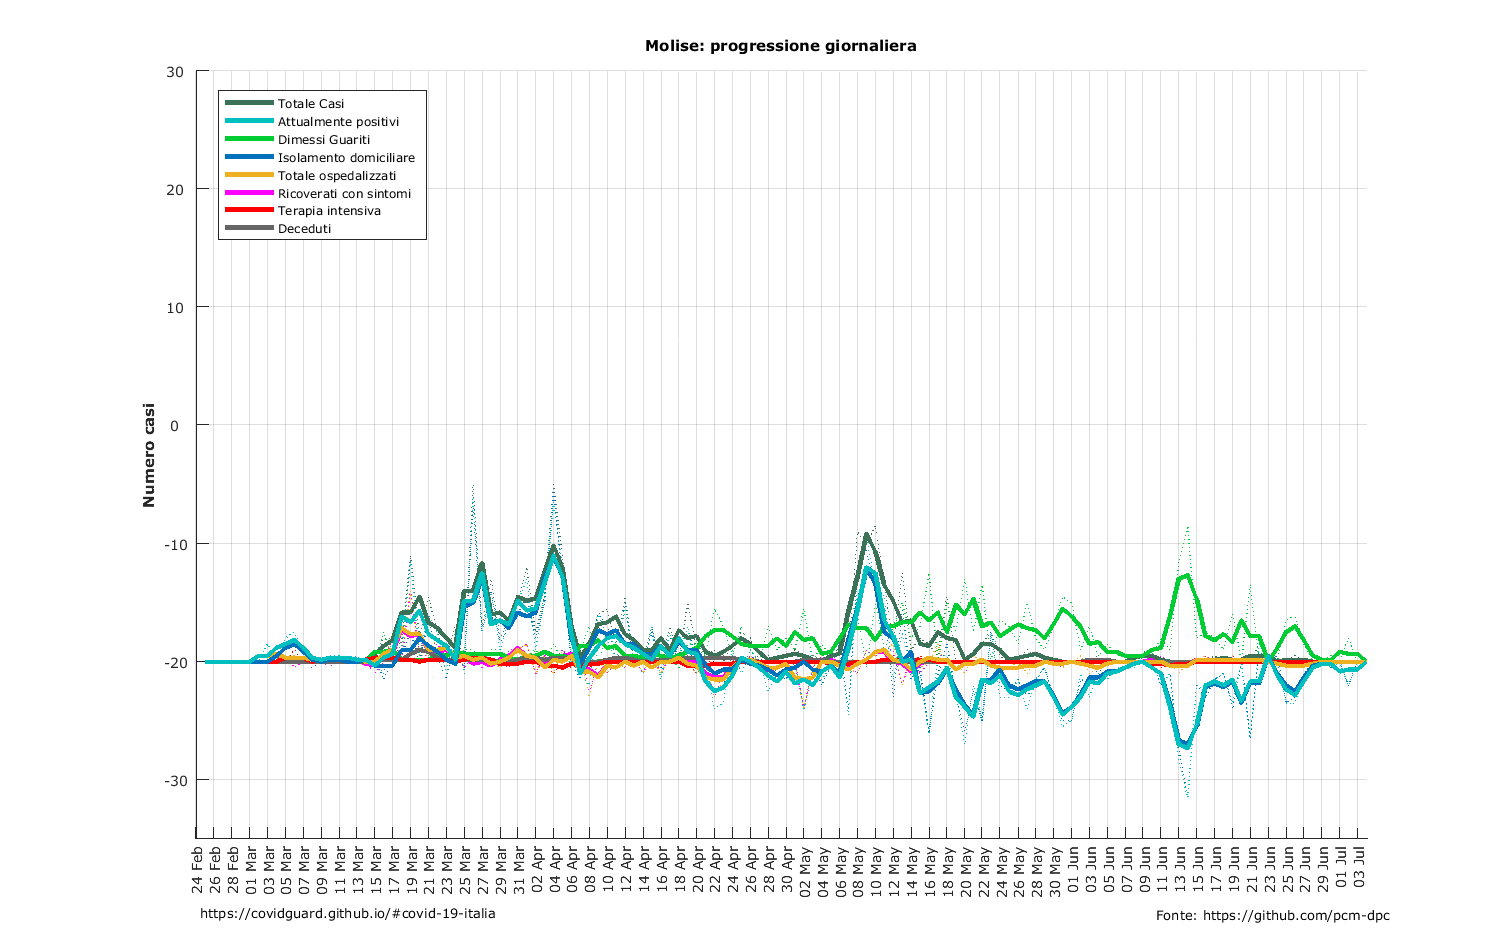 Molise: progressione giornaliera
30
20
10
0
-10
-20
-30
Numero casi
Totale Casi
Attualmente positivi
Dimessi Guariti
Isolamento domiciliare
Totale ospedalizzati
Ricoverati con sintomi
Terapia intensiva
Deceduti
24 Feb
26 Feb
28 Feb
01 Mar
03 Mar
05 Mar
07 Mar
09 Mar
11 Mar
13 Mar
15 Mar
17 Mar
19 Mar
21 Mar
23 Mar
25 Mar
27 Mar
29 Mar
31 Mar
02 Apr
04 Apr
06 Apr
08 Apr
10 Apr
12 Apr
14 Apr
16 Apr
18 Apr
20 Apr
22 Apr
24 Apr
26 Apr
28 Apr
30 Apr
02 May
04 May
06 May
08 May
10 May
12 May
14 May
16 May
18 May
20 May
22 May
24 May
26 May
28 May
30 May
01 Jun
03 Jun
05 Jun
07 Jun
09 Jun
11 Jun
13 Jun
15 Jun
17 Jun
19 Jun
21 Jun
23 Jun
25 Jun
27 Jun
29 Jun
01 Jul
03 Jul
https://covidguard.github.io/#covid-19-italia
Fonte: https://github.com/pcm-dpc